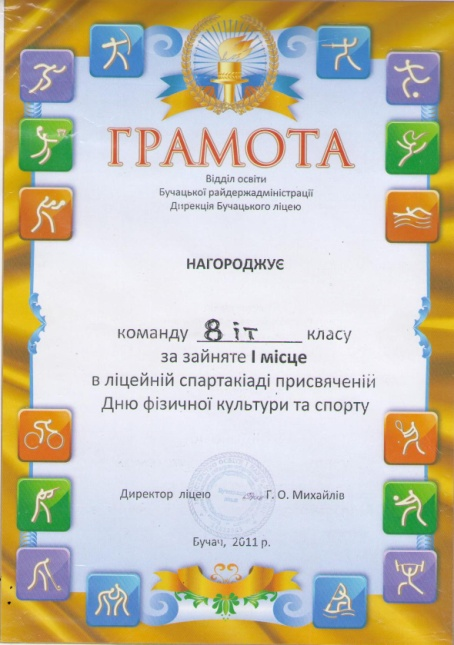 ГРАМОТА
Відділ освіти
Бучацької райдержадміністрації
Дирекція Бучацького ліцею
НАГОРОДЖУЄ
команду 8 іт класу
за зайняте І місце
в ліцейній спартакіаді присвяченій
Дню фізичної культури та спорту
Директор ліцею Г. О. Михайлів
Бучач, 2011 р.